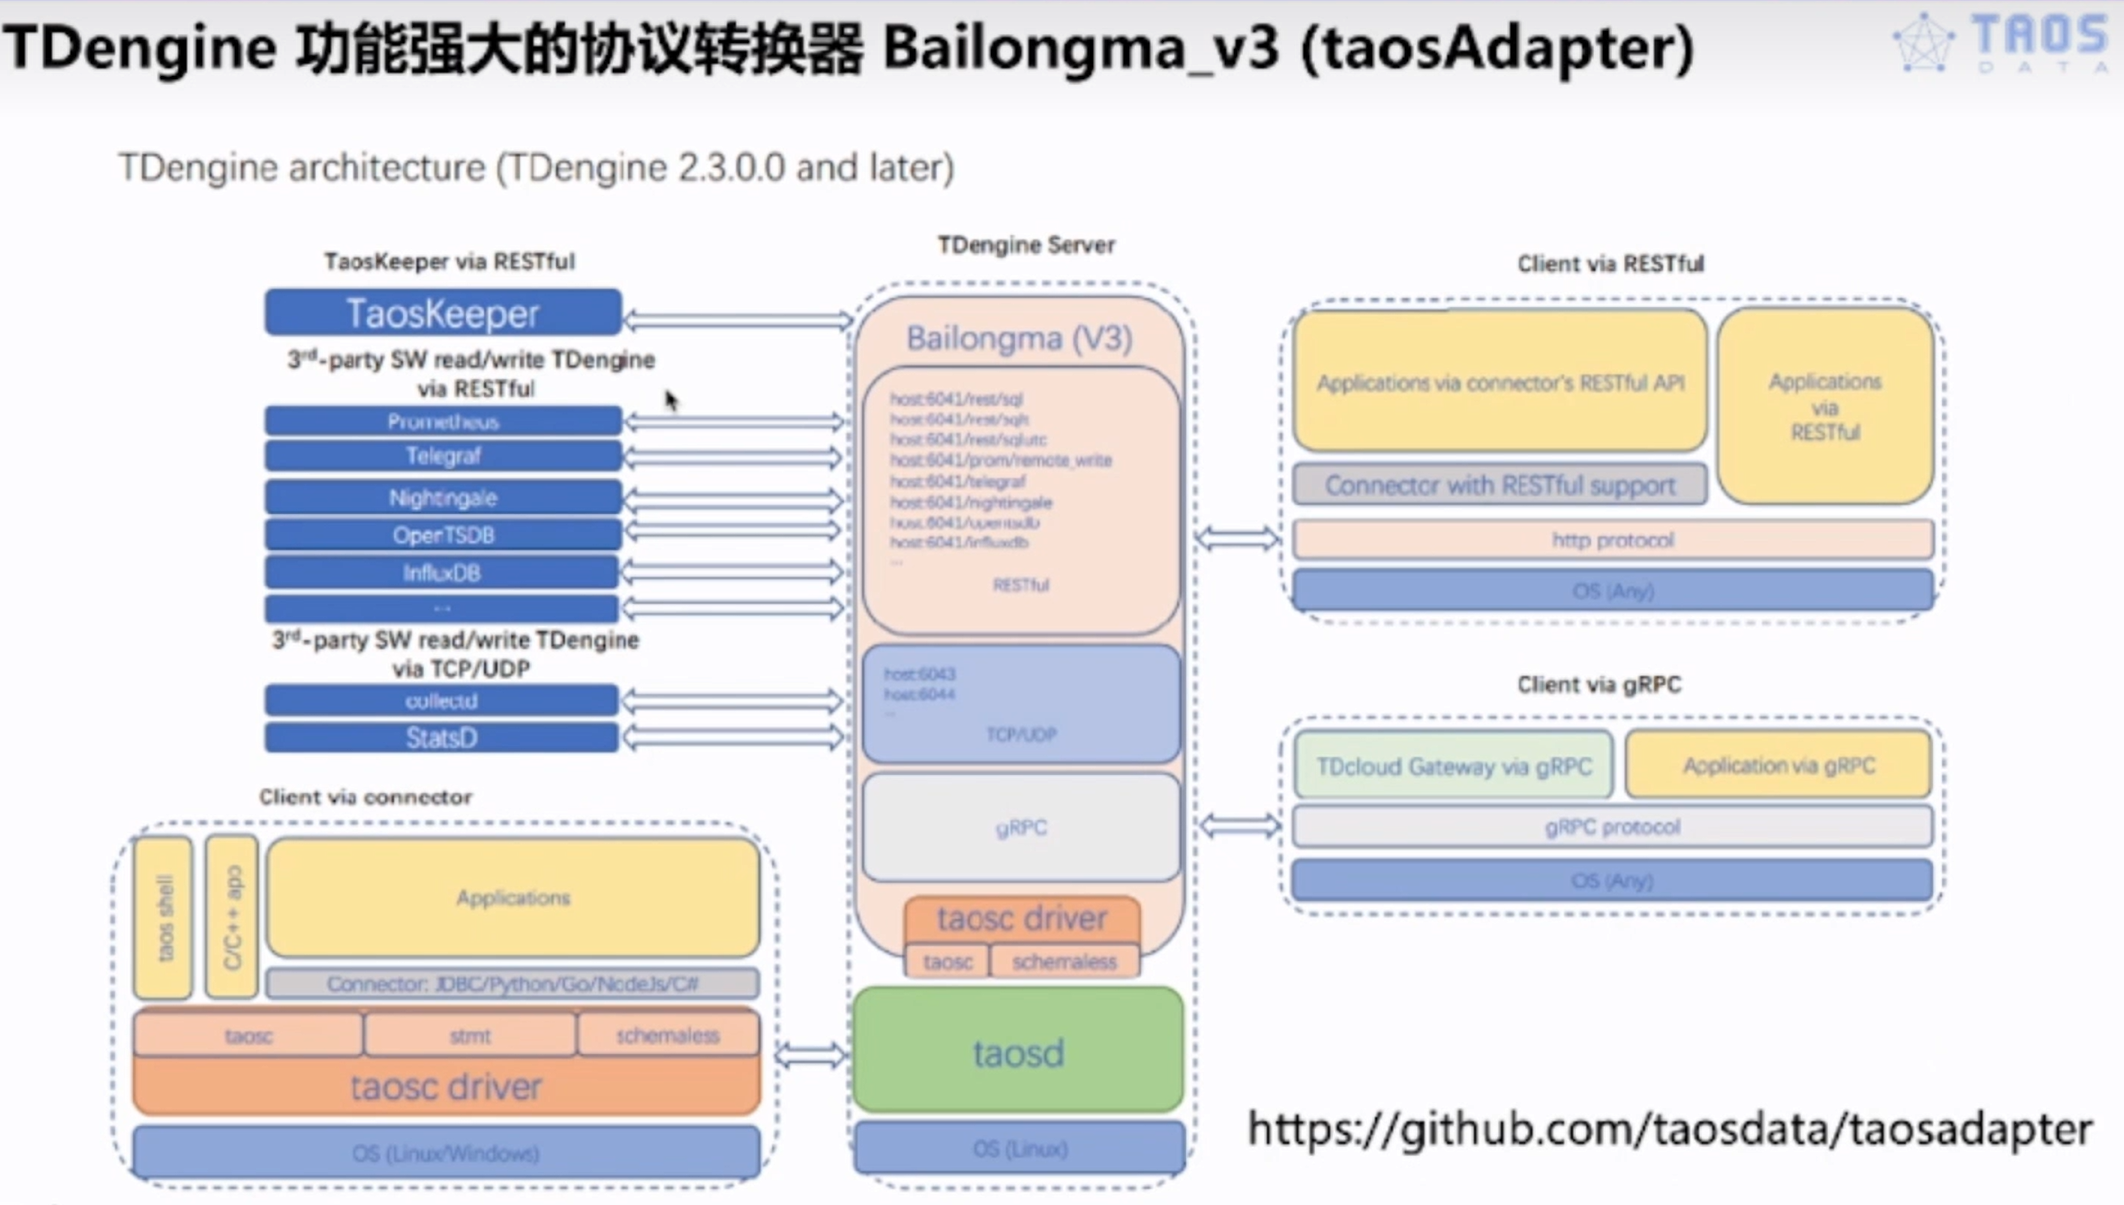 TDengine 功能强大的协议转换器 Bailongma_v3 (taosAdapter)
TAOS
DATA
TDengine architecture (TDengine 2.3.0.0 and later)
TaosKeeper via RESTful
TaosKeeper
3rd-party SW read/write TDengine
via RESTful
Prometheus
Telegraf
Nightingale
OpenTSDB
InfluxDB
...
3rd-party SW read/write TDengine
via TCP/UDP
collectd
StatsD
Client via connector
taos shell
C/C++ app
Applications
Connector: JDBC/Python/Go/NodeJs/C#
taosc
stmt
schemaless
taosc driver
OS (Linux/Windows)
TDengine Server
Bailongma (V3)
host:6041/rest/sql
host:6041/rest/sqlt
host:6041/rest/sqlutc
host:6041/prom/remote_write
host:6041/telegraf
host:6041/nightingale
host:6041/opentsdb
host:6041/influxdb
...
RESTful
host:6043
host:6044
...
TCP/UDP
gRPC
taosc driver
taosc
schemaless
taosd
OS (Linux)
Client via RESTful
Applications via connector's RESTful API
Applications
via
RESTful
Connector with RESTful support
http protocol
OS (Any)
Client via gRPC
TDcloud Gateway via gRPC
Application via gRPC
gRPC protocol
OS (Any)
https://github.com/taosdata/taosadapter